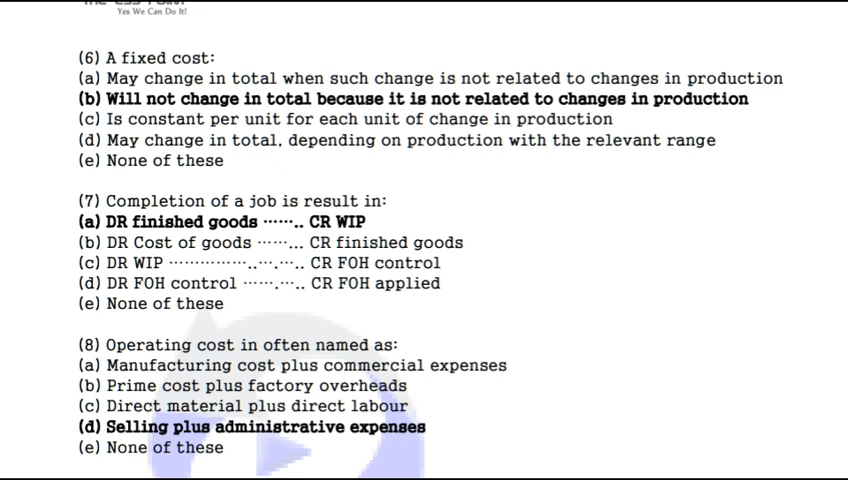 Yes We Can Do It!
(6) A fixed cost:
(a) May change in total when such change is not related to changes in production
(b) Will not change in total because it is not related to changes in production
(c) Is constant per unit for each unit of change in production
(d) May change in total, depending on production with the relevant range
(e) None of these
(7) Completion of a job is result in:
(a) DR finished goods …….. CR WIP
(b) DR Cost of goods ……... CR finished goods
(c) DR WIP ……………..…….. CR FOH control
(d) DR FOH control …….….. CR FOH applied
(e) None of these
(8) Operating cost in often named as:
(a) Manufacturing cost plus commercial expenses
(b) Prime cost plus factory overheads
(c) Direct material plus direct labour
(d) Selling plus administrative expenses
(e) None of these